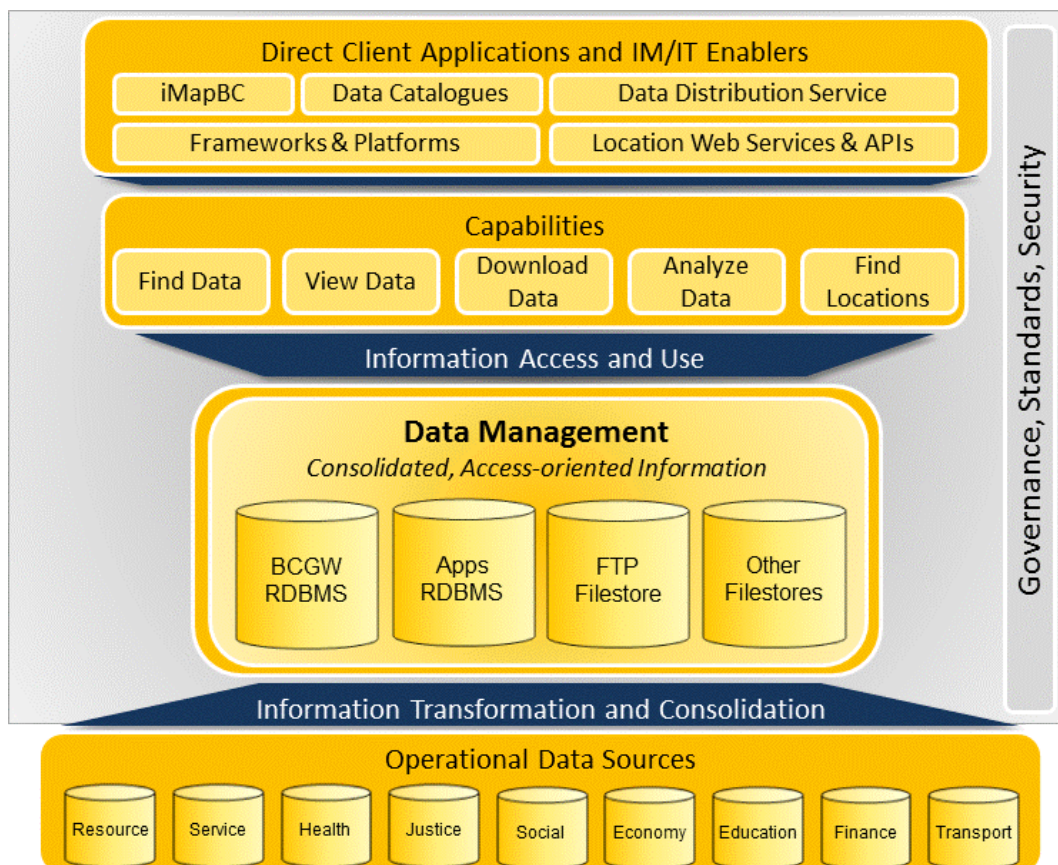 Direct Client Applications and IM/IT Enablers
iMapBC
Data Catalogues
Data Distribution Service
Frameworks & Platforms
Location Web Services & APIs
Capabilities
Find Data
View Data
Download
Data
Analyze
Data
Find
Locations
Information Access and Use
Data Management
Consolidated, Access-oriented Information
BCGW
RDBMS
Apps
RDBMS
FTP
Filestore
Other
Filestores
Information Transformation and Consolidation
Operational Data Sources
Resource
Service
Health
Justice
Social
Economy
Education
Finance
Transport
Governance, Standards, Security